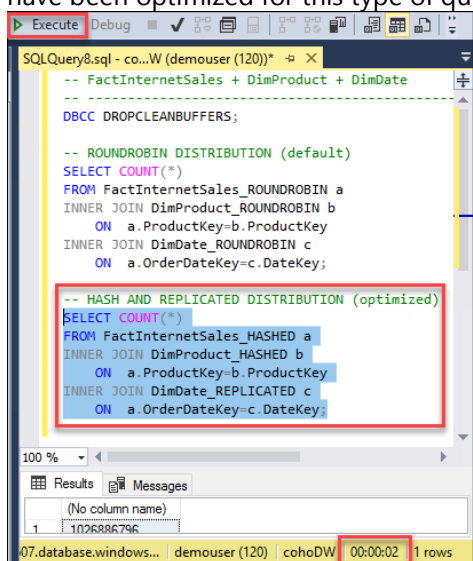 have been optimized for this type of qu
Execute Debug
SQLQuery8.sql - co...W (demouser (120))*
-- FactInternetSales + DimProduct + DimDate
-- ------------------------------------------------
DBCC DROPCLEANBUFFERS;
-- ROUNDROBIN DISTRIBUTION (default)
SELECT COUNT(*)
FROM FactInternetSales_ROUNDROBIN a
INNER JOIN DimProduct_ROUNDROBIN b
ON a.ProductKey=b.ProductKey
INNER JOIN DimDate_ROUNDROBIN c
ON a.OrderDateKey=c.DateKey;
-- HASH AND REPLICATED DISTRIBUTION (optimized)
SELECT COUNT(*)
FROM FactInternetSales_HASHED a
INNER JOIN DimProduct_HASHED b
ON a.ProductKey=b.ProductKey
INNER JOIN DimDate_REPLICATED c
ON a.OrderDateKey=c.DateKey;
100 %
Results Messages
(No column name)
1 1026886796
07.database.windows... demouser (120) cohoDW 00:00:02 1 rows